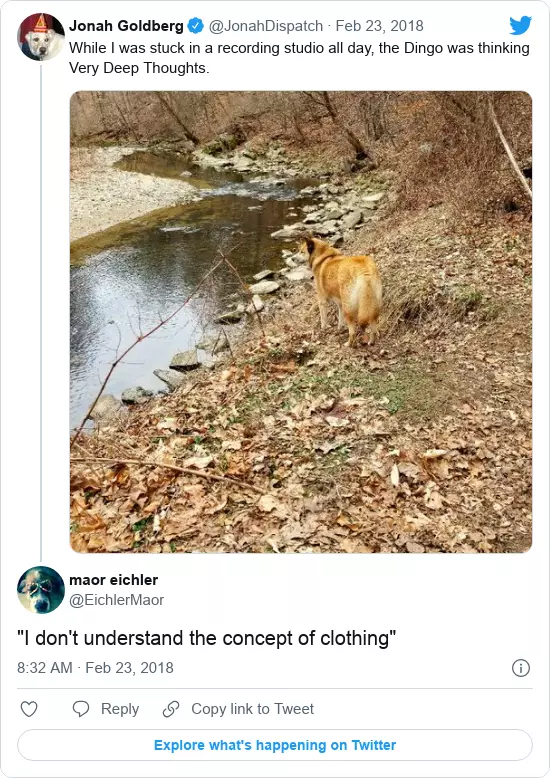 Jonah Goldberg @JonahDispatch · Feb 23, 2018
While I was stuck in a recording studio all day, the Dingo was thinking
Very Deep Thoughts.
maor eichler
@EichlerMaor
"I don't understand the concept of clothing"
8:32 AM · Feb 23, 2018
Reply Copy link to Tweet
Explore what's happening on Twitter